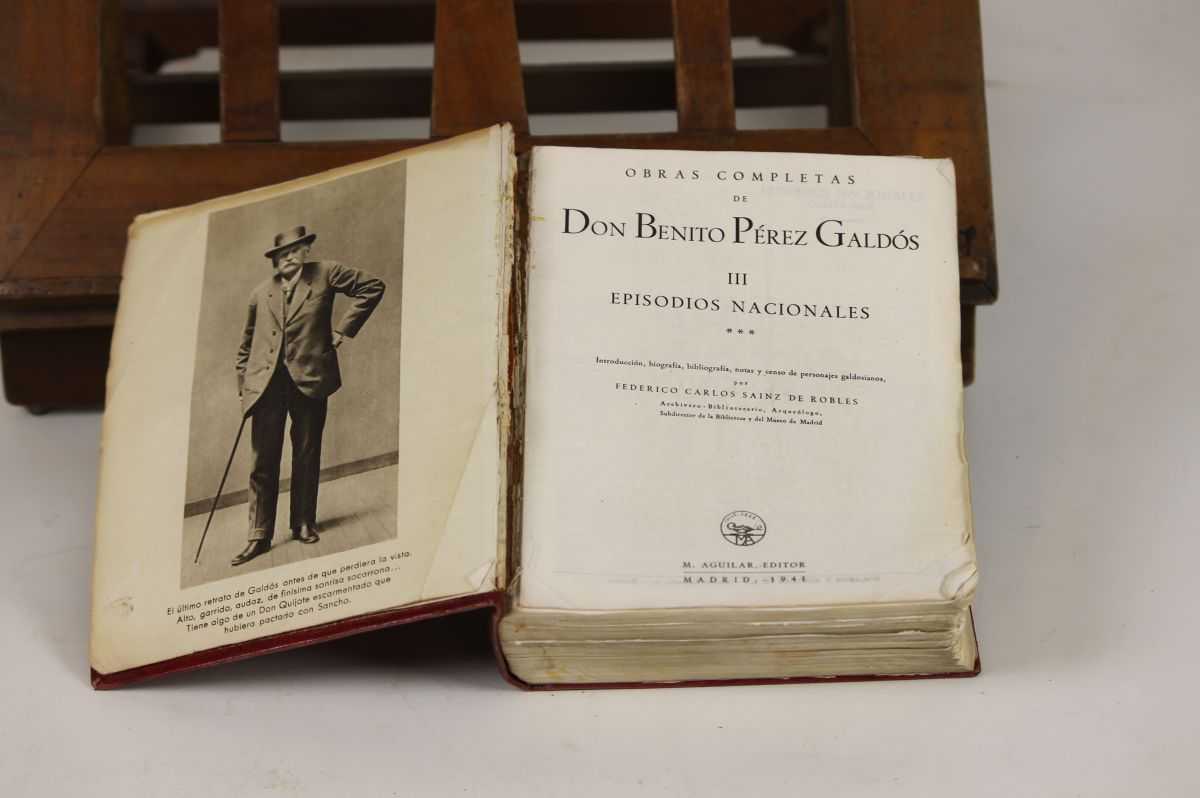 El último retrato de Galdós antes de que perdiera la vista.
Alto, garrido, audaz, de finísima sonrisa socarrona...
Tiene algo de un Don Quijote escarmentado que
hubiera pactado con Sancho.
OBRAS COMPLETAS
DE
DON BENITO PÉREZ GALDÓS
III
EPISODIOS NACIONALES
***
Introducción, biografía, bibliografía, notas y censo de personajes galdosianos,
por
FEDERICO CARLOS SAINZ DE ROBLES
Archivero-Bibliotecario, Arqueólogo,
Subdirector de la Biblioteca y del Museo de Madrid
M. AGUILAR, EDITOR
MADRID, -1941